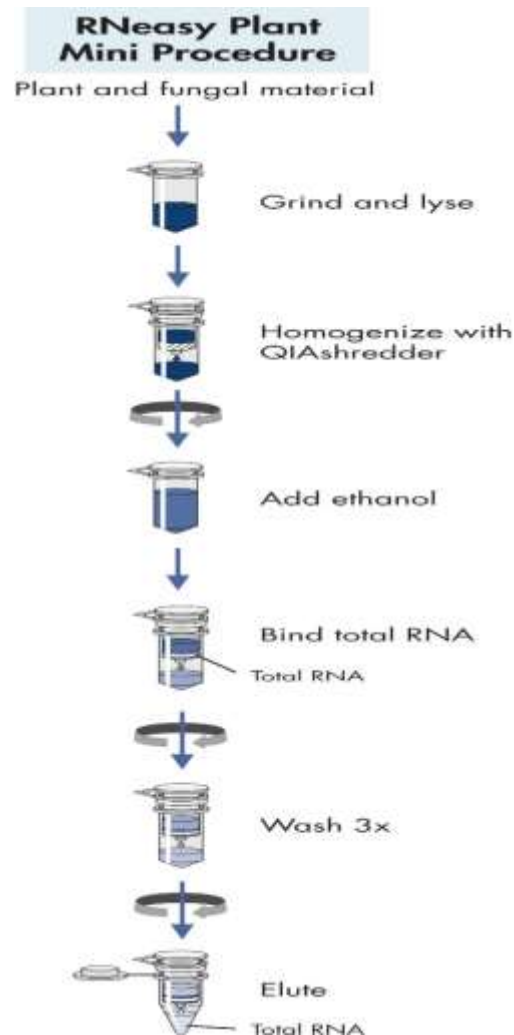 RNeasy Plant
Mini Procedure
Plant and fungal material
Grind and lyse
Homogenize with
QIAshredder
Add ethanol
Bind total RNA
Total RNA
Wash 3x
Elute
Total RNA